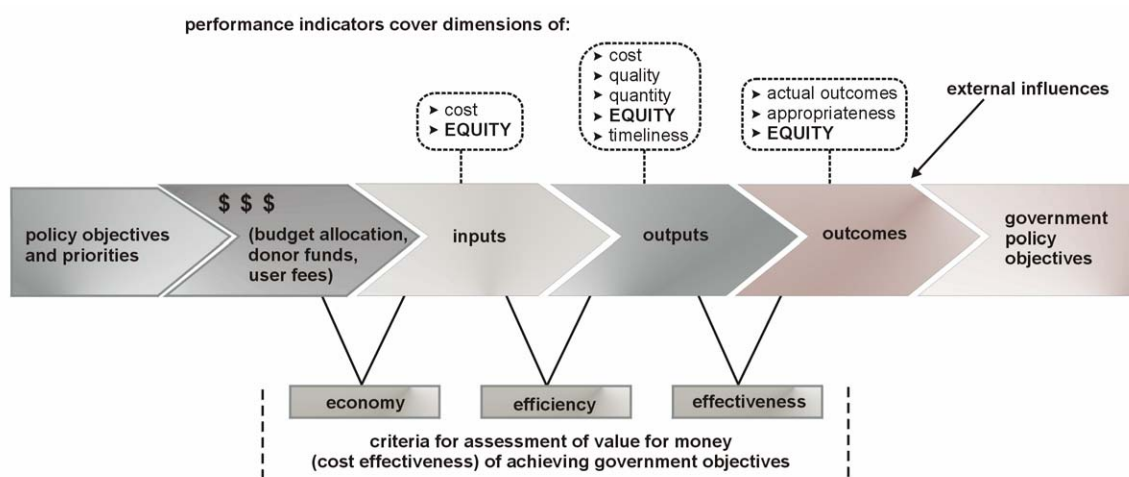 performance indicators cover dimensions of:
➤ cost
➤ EQUITY
➤ cost
➤ quality
➤ quantity
➤ EQUITY
➤ timeliness
➤ actual outcomes
➤ appropriateness
➤ EQUITY
external influences
policy objectives
and priorities
$ $ $
(budget allocation,
donor funds,
user fees)
inputs
outputs
outcomes
government
policy
objectives
economy
efficiency
effectiveness
criteria for assessment of value for money
(cost effectiveness) of achieving government objectives